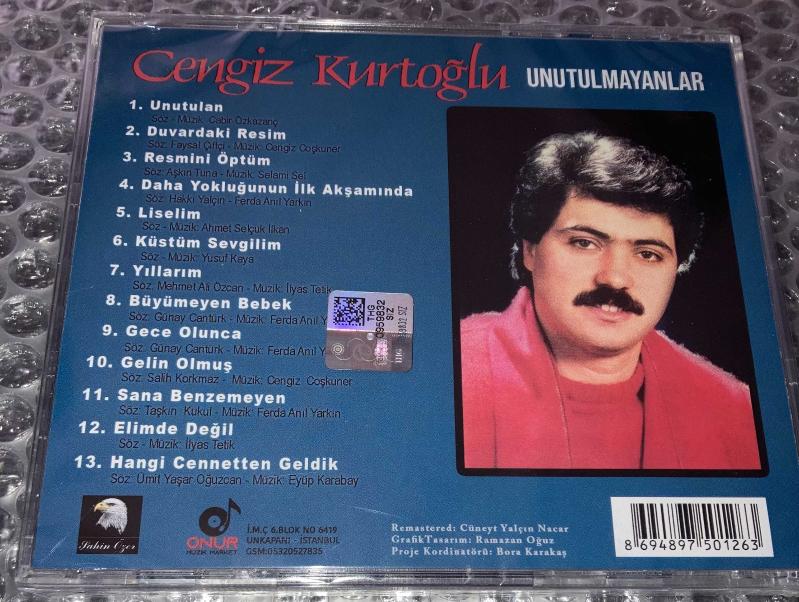 Cengiz Kurtoğlu UNUTULMAYANLAR
1. Unutulan
Söz - Müzik: Cabir Özkazanç
2. Duvardaki Resim
Söz: Faysal Çiftçi - Müzik: Cengiz Coşkuner
3. Resmini Öptüm
Söz: Aşkın Tuna - Müzik: Selami Şel
4. Daha Yokluğunun İlk Akşamında
Söz: Hakkı Yalçın - Müzik: Ferda Anıl Yarkın
5. Liselim
Söz - Müzik: Ahmet Selçuk İlkan
6. Küstüm Sevgilim
Söz - Müzik: Yusuf Kaya
7. Yıllarım
Söz: Mehmet Ali Özcan - Müzik: İlyas Tetik
8. Büyümeyen Bebek
Söz: Günay Cantürk - Müzik: Ferda Anıl
9. Gece Olunca
Söz: Günay Cantürk - Müzik: Ferda Anıl
10. Gelin Olmuş
Söz: Salih Korkmaz - Müzik: Cengiz Coşkuner
11. Sana Benzemeyen
Söz: Taşkın Kukul - Müzik: Ferda Anıl Yarkın
12. Elimde Değil
Söz - Müzik: İlyas Tetik
13. Hangi Cennetten Geldik
Söz: Ümit Yaşar Oğuzcan - Müzik: Eyüp Karabay
THG
SIZ
959832
Şahin Özer
ONUR
MÜZİK MARKET
İ.M.Ç 6.BLOK NO 6419
UNKAPANI - İSTANBUL
GSM:05320527835
Remastered: Cüneyt Yalçın Nacar
GrafikTasarım: Ramazan Oğuz
Proje Kordinatörü: Bora Karakaş
8 694897 501263